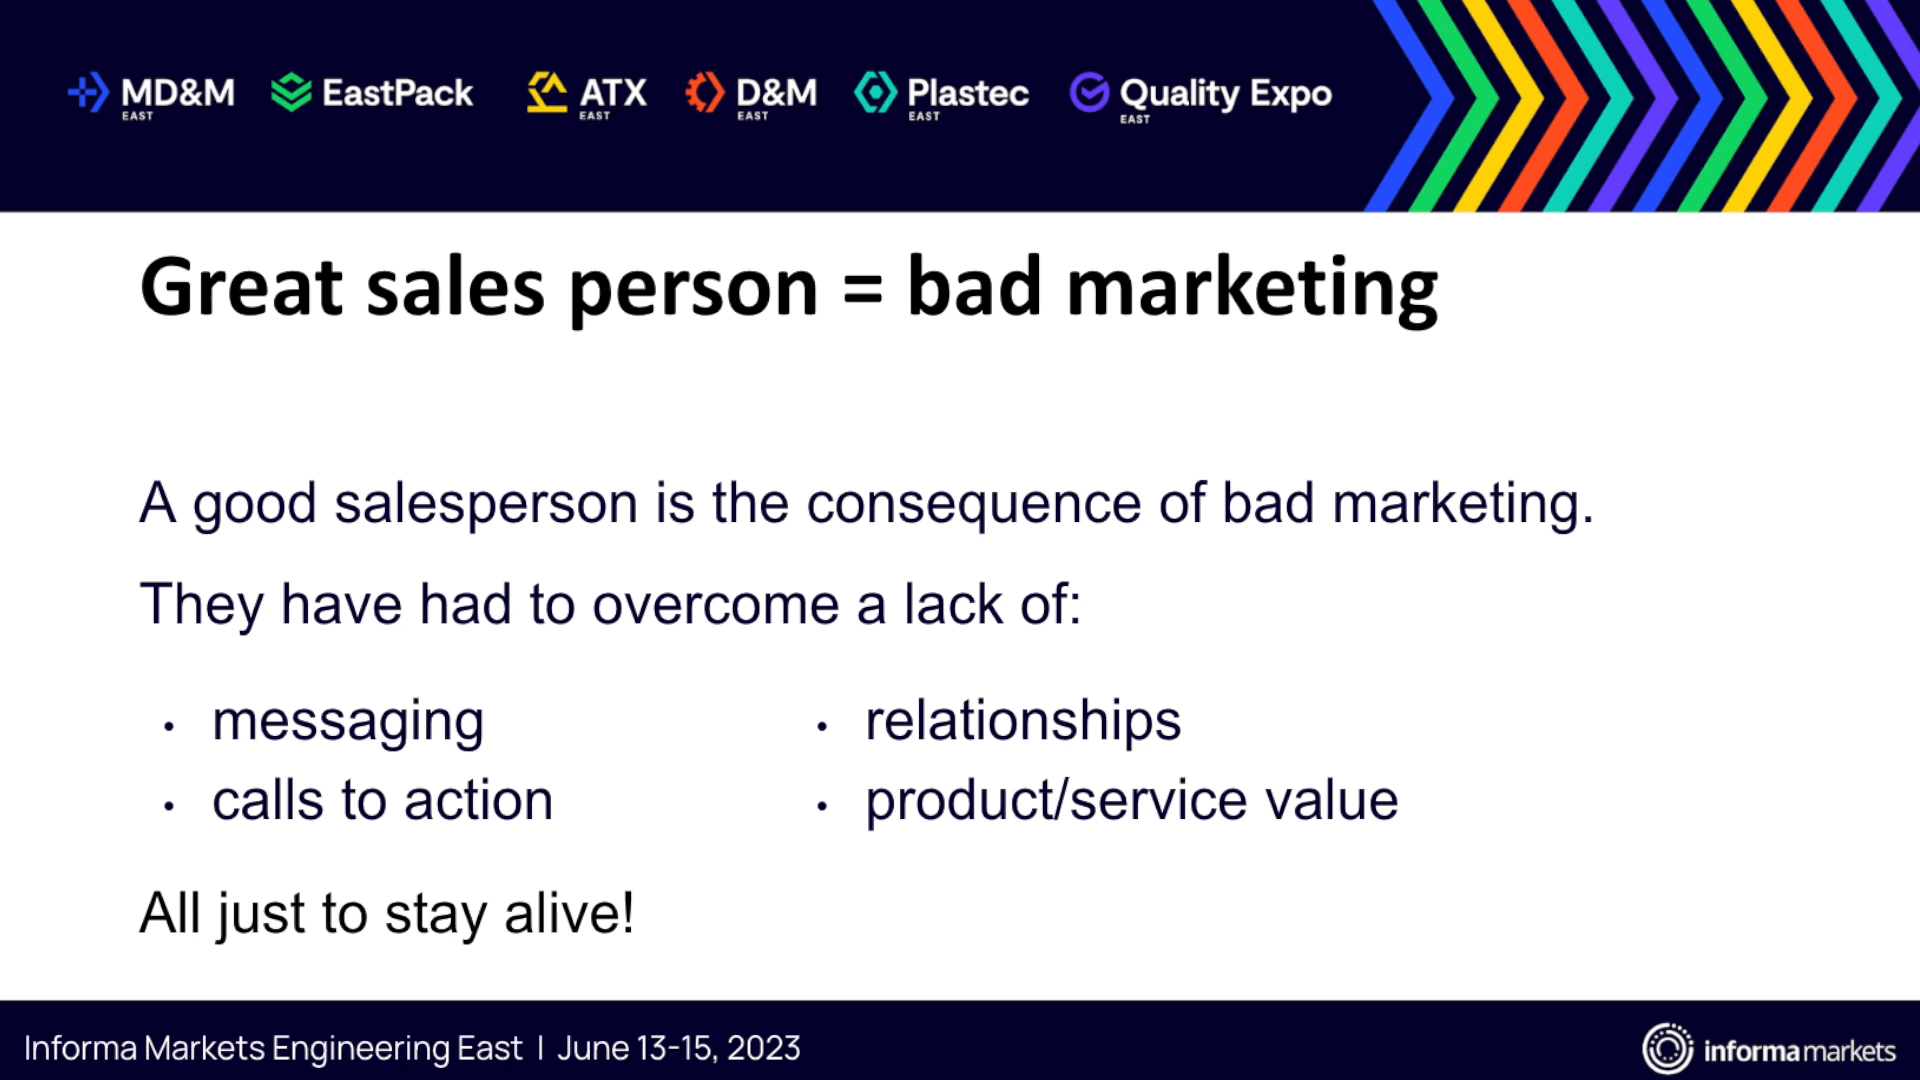 MD&M EAST
EastPack
ATX EAST
D&M EAST
Plastec EAST
Quality Expo EAST
Great sales person = bad marketing
A good salesperson is the consequence of bad marketing.
They have had to overcome a lack of:
• messaging
• calls to action
• relationships
• product/service value
All just to stay alive!
Informa Markets Engineering East | June 13-15, 2023
informa markets